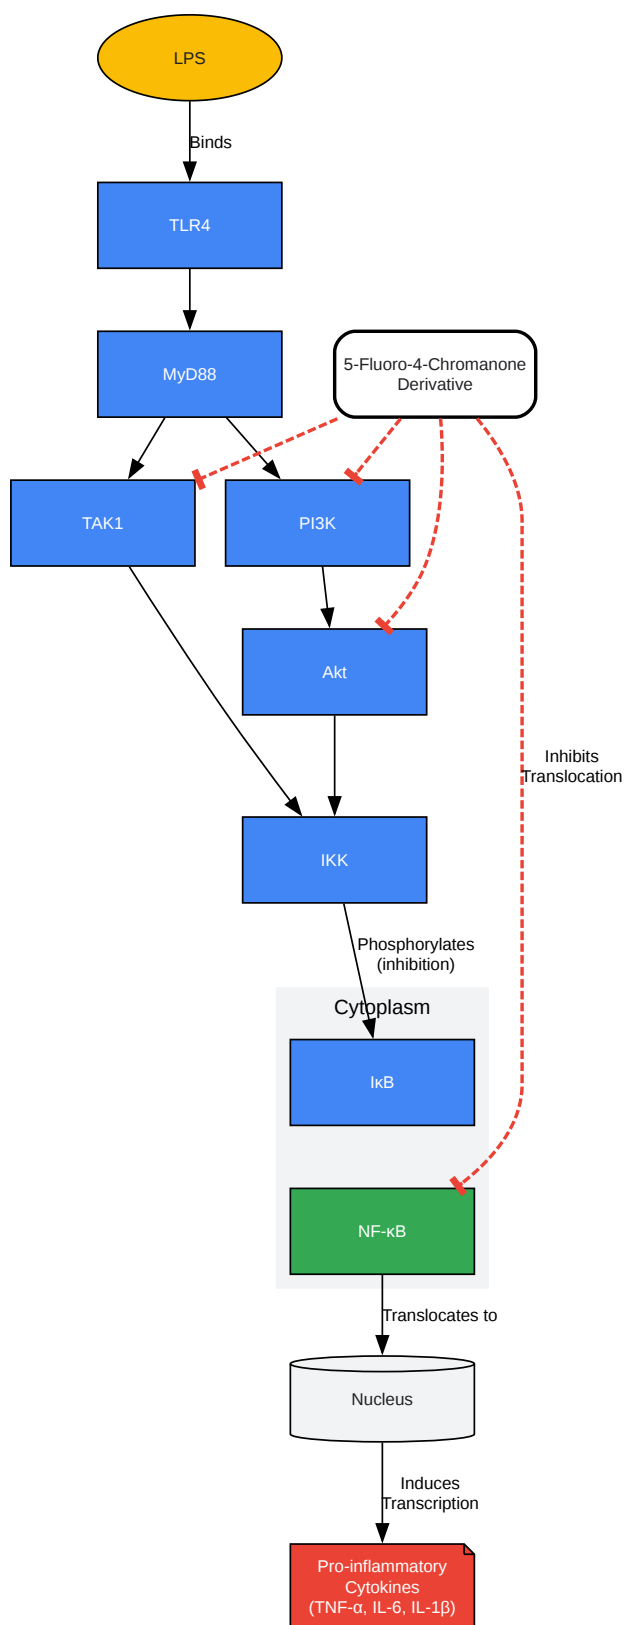 LPS
Binds
TLR4
MyD88
5-Fluoro-4-Chromanone
Derivative
TAK1
PI3K
Akt
Inhibits
Translocation
IKK
Phosphorylates
(inhibition)
Cytoplasm
IκB
NF-κB
Translocates to
Nucleus
Induces
Transcription
Pro-inflammatory
Cytokines
(TNF-α, IL-6, IL-1β)